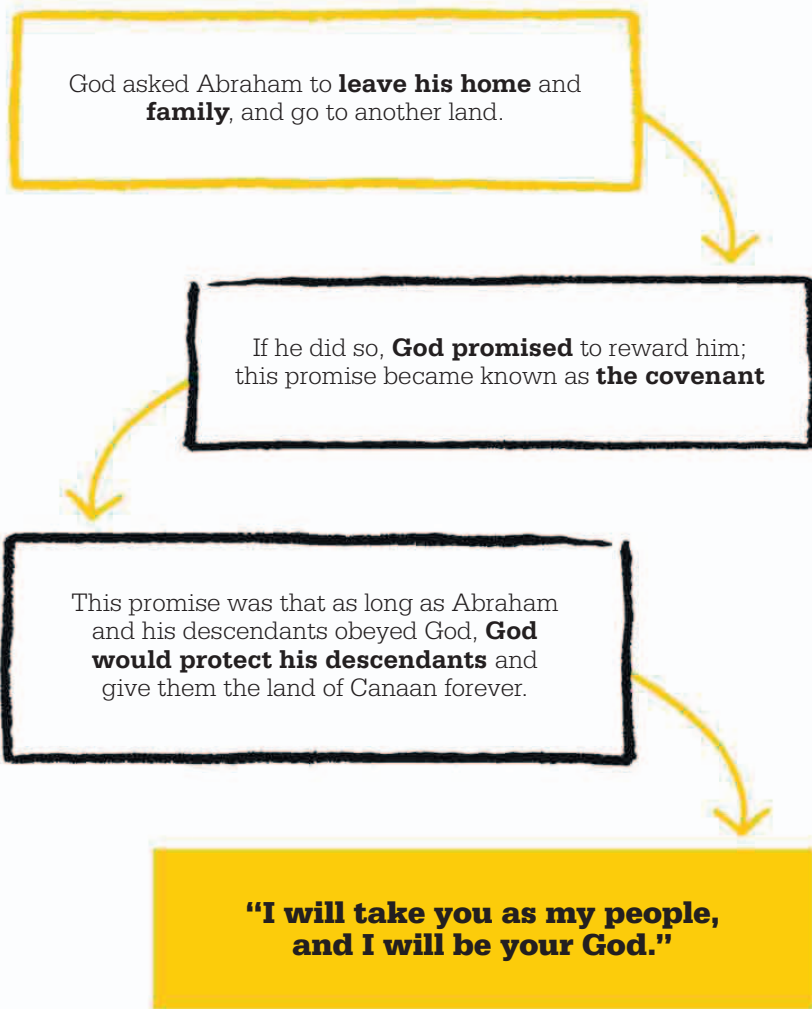 God asked Abraham to leave his home and
family, and go to another land.
If he did so, God promised to reward him;
this promise became known as the covenant
This promise was that as long as Abraham
and his descendants obeyed God, God
would protect his descendants and
give them the land of Canaan forever.
“I will take you as my people,
and I will be your God.”